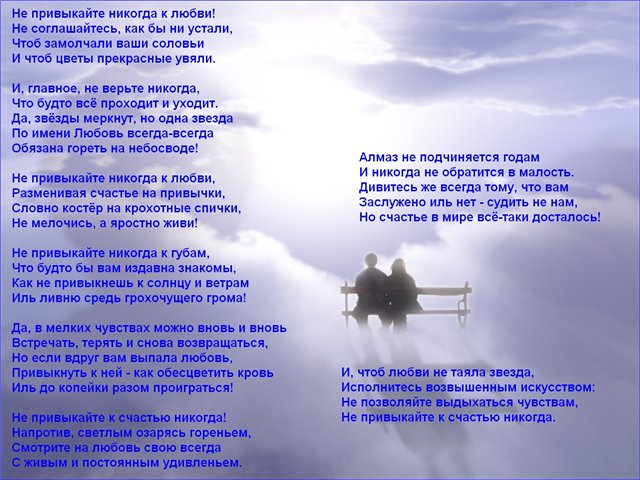 Не привыкайте никогда к любви!
Не соглашайтесь, как бы ни устали,
Чтоб замолчали ваши соловьи
И чтоб цветы прекрасные увяли.

И, главное, не верьте никогда,
Что будто всё проходит и уходит.
Да, звёзды меркнут, но одна звезда
По имени Любовь всегда-всегда
Обязана гореть на небосводе!

Не привыкайте никогда к любви,
Разменивая счастье на привычки,
Словно костёр на крохотные спички,
Не мелочись, а яростно живи!

Не привыкайте никогда к губам,
Что будто бы вам издавна знакомы,
Как не привыкнешь к солнцу и ветрам
Иль ливню средь грохочущего грома!

Да, в мелких чувствах можно вновь и вновь
Встречать, терять и снова возвращаться,
Но если вдруг вам выпала любовь,
Привыкнуть к ней - как обесцветить кровь
Иль до копейки разом проиграться!

Не привыкайте к счастью никогда!
Напротив, светлым озарясь гореньем,
Смотрите на любовь свою всегда
С живым и постоянным удивленьем.

Алмаз не подчиняется годам
И никогда не обратится в малость.
Дивитесь же всегда тому, что вам
Заслужено иль нет - судить не нам,
Но счастье в мире всё-таки досталось!

И, чтоб любви не таяла звезда,
Исполнитесь возвышенным искусством:
Не позволяйте выдыхаться чувствам,
Не привыкайте к счастью никогда.